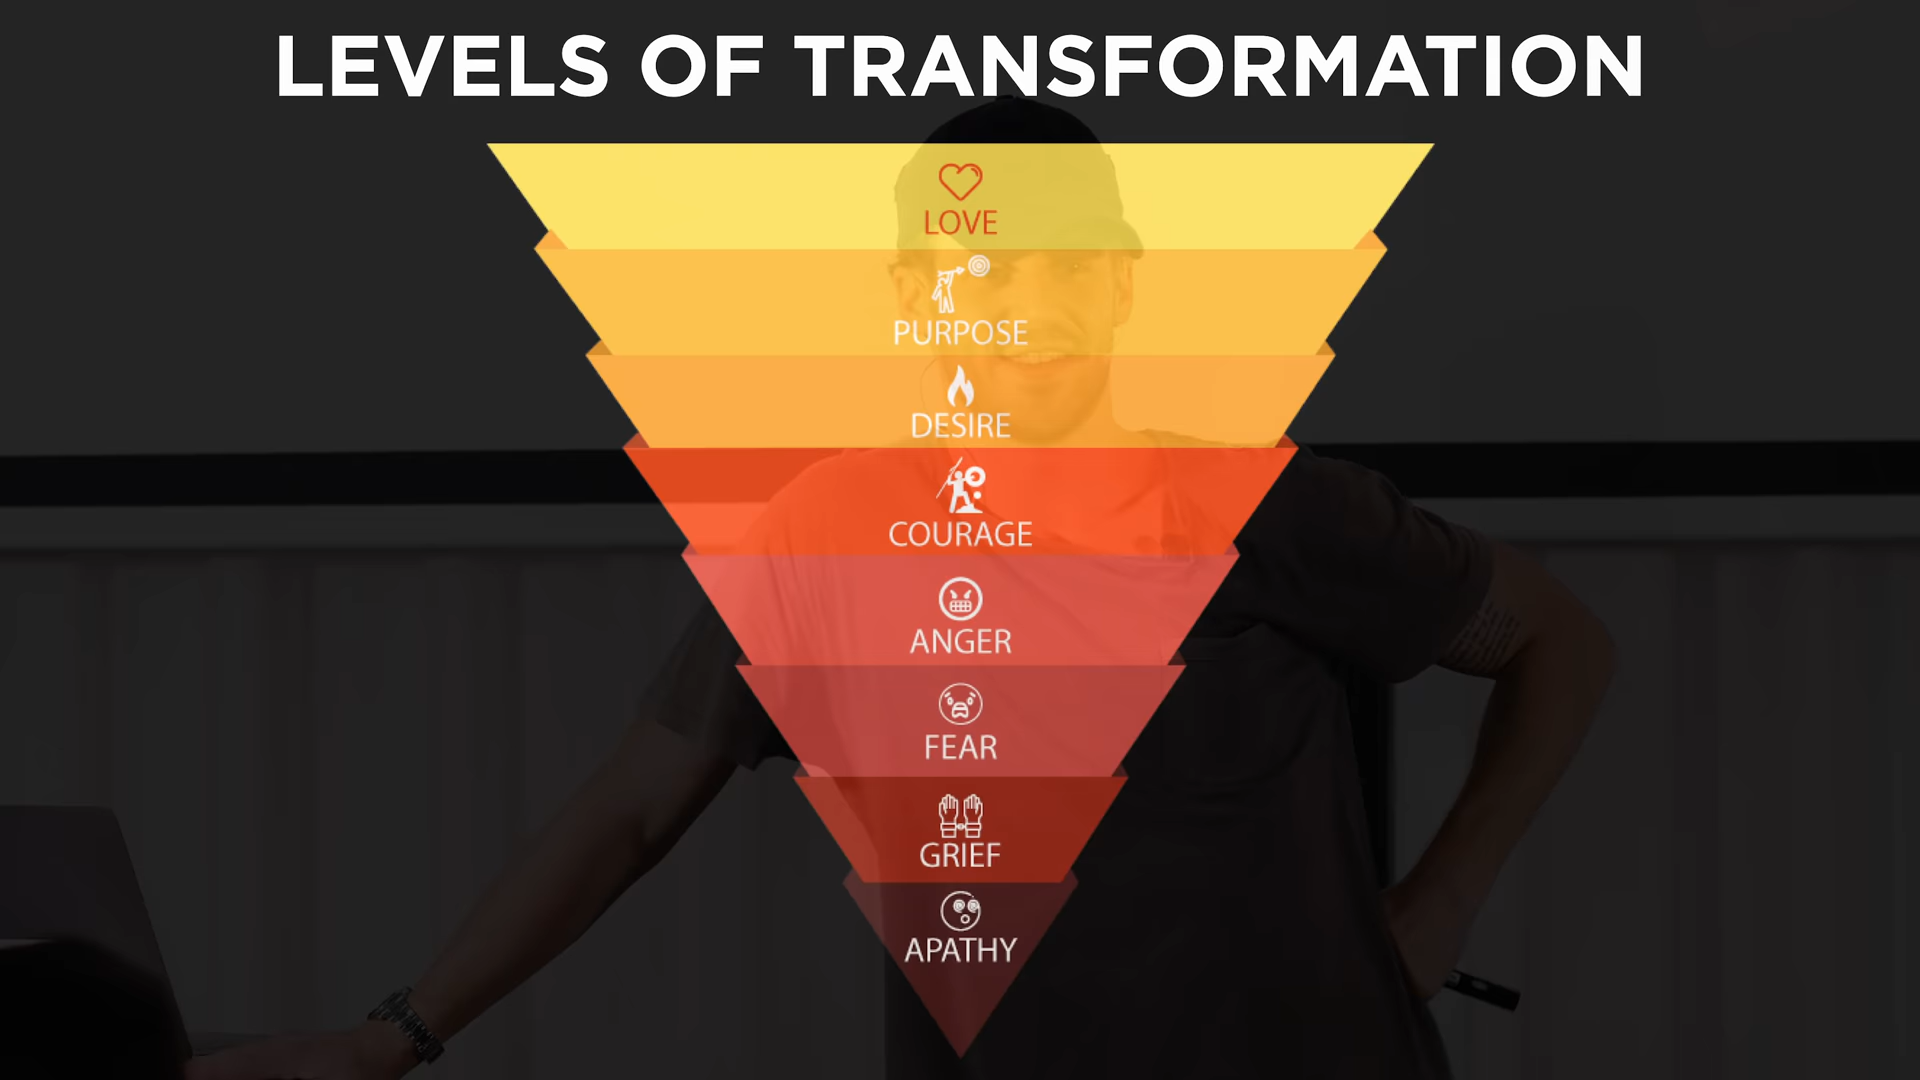 LEVELS OF TRANSFORMATION
LOVE
PURPOSE
DESIRE
COURAGE
ANGER
FEAR
GRIEF
APATHY